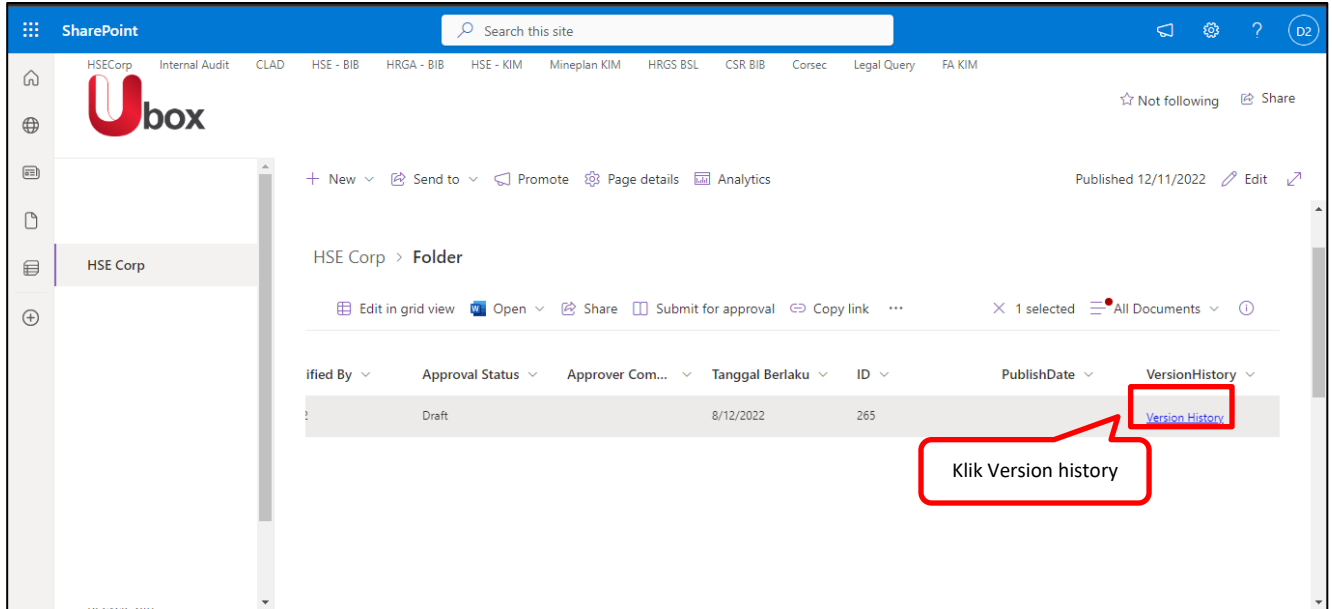 SharePoint Search this site D2
HSECorp Internal Audit CLAD HSE - BIB HRGA - BIB HSE - KIM Mineplan KIM HRGS BSL CSR BIB Corsec Legal Query FA KIM
Ubox
Not following Share
New Send to Promote Page details Analytics Published 12/11/2022 Edit
HSE Corp > Folder
HSE Corp
Edit in grid view Open Share Submit for approval Copy link ··· 1 selected All Documents
ified By Approval Status Approver Com... Tanggal Berlaku ID PublishDate VersionHistory
Draft 8/12/2022 265 Version History
Klik Version history